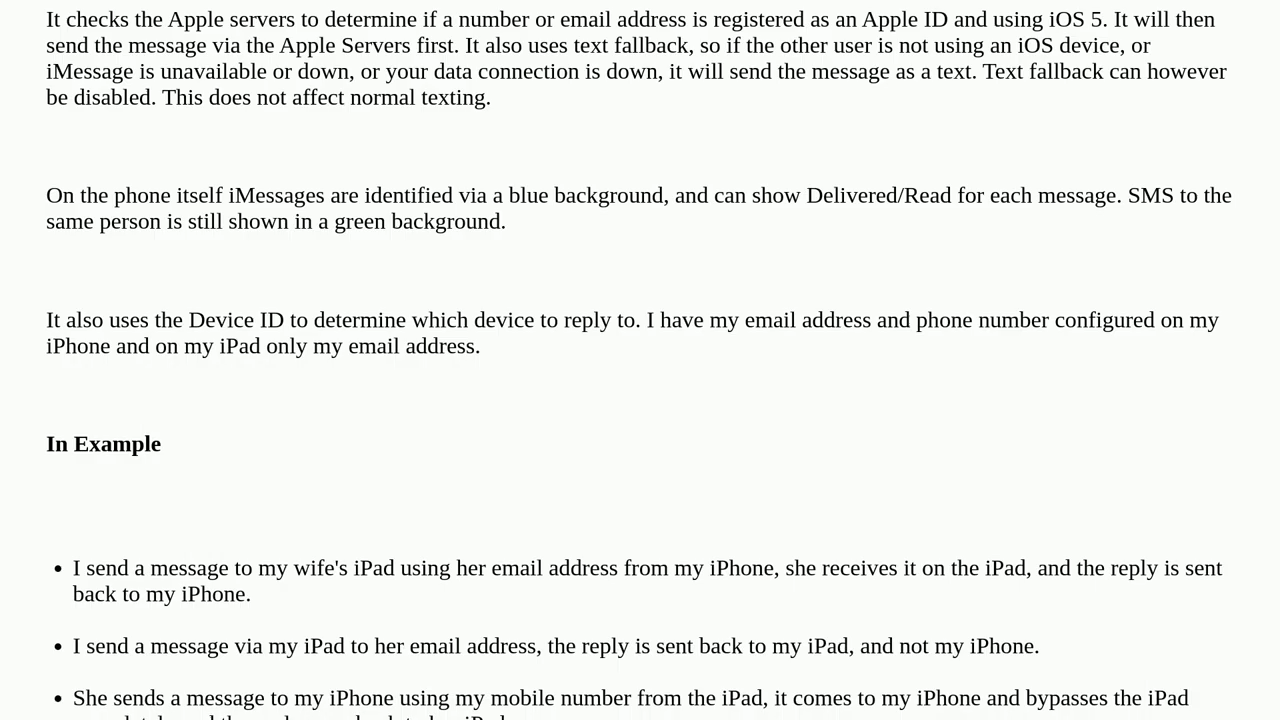 It checks the Apple servers to determine if a number or email address is registered as an Apple ID and using iOS 5. It will then
send the message via the Apple Servers first. It also uses text fallback, so if the other user is not using an iOS device, or
iMessage is unavailable or down, or your data connection is down, it will send the message as a text. Text fallback can however
be disabled. This does not affect normal texting.
On the phone itself iMessages are identified via a blue background, and can show Delivered/Read for each message. SMS to the
same person is still shown in a green background.
It also uses the Device ID to determine which device to reply to. I have my email address and phone number configured on my
iPhone and on my iPad only my email address.
In Example
• I send a message to my wife's iPad using her email address from my iPhone, she receives it on the iPad, and the reply is sent
back to my iPhone.
• I send a message via my iPad to her email address, the reply is sent back to my iPad, and not my iPhone.
• She sends a message to my iPhone using my mobile number from the iPad, it comes to my iPhone and bypasses the iPad